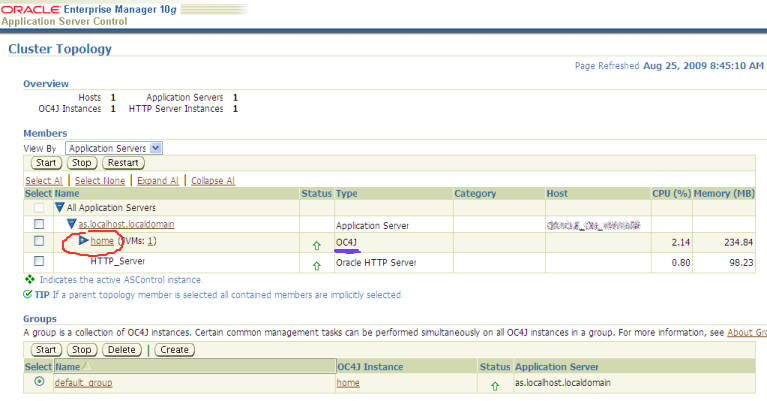 ORACLE Enterprise Manager 10g
Application Server Control
Cluster Topology
Page Refreshed Aug 25, 2009 8:45:10 AM
Overview
Hosts 1 Application Servers 1
OC4J Instances 1 HTTP Server Instances 1
Members
View By Application Servers
Start Stop Restart
Select All Select None Expand All Collapse All
Select Name Status Type Category Host CPU (%) Memory (MB)
All Application Servers
as.localhost.localdomain Application Server
home (JVMs: 1) OC4J 2.14 234.84
HTTP_Server Oracle HTTP Server 0.80 98.23
Indicates the active ASControl instance.
TIP If a parent topology member is selected all contained members are implicitly selected.
Groups
A group is a collection of OC4J instances. Certain common management tasks can be performed simultaneously on all OC4J instances in a group. For more information, see About Gro
Start Stop Delete Create
Select Name OC4J Instance Status Application Server
default_group home as.localhost.localdomain